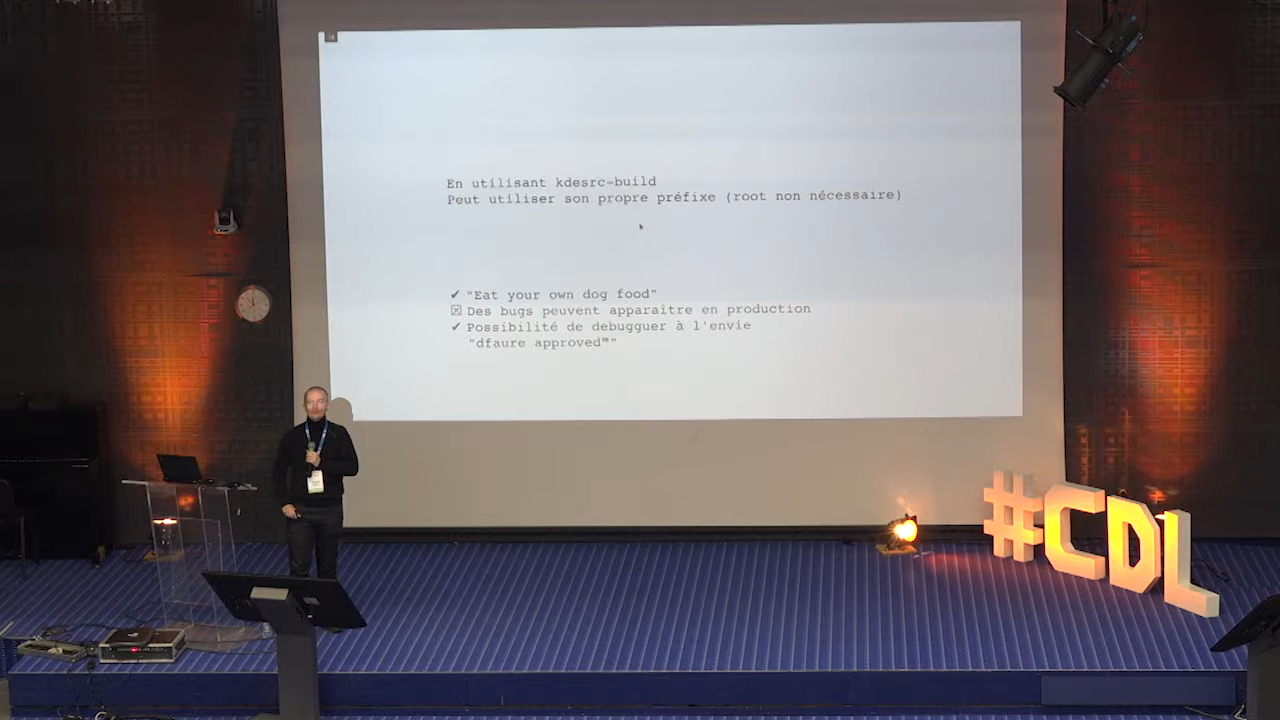 14
En utilisant kdesrc-build
Peut utiliser son propre préfixe (root non nécessaire)
✔ "Eat your own dog food"
☒ Des bugs peuvent apparaître en production
✔ Possibilité de debugguer à l'envie
"dfaure approved™"
#CDL